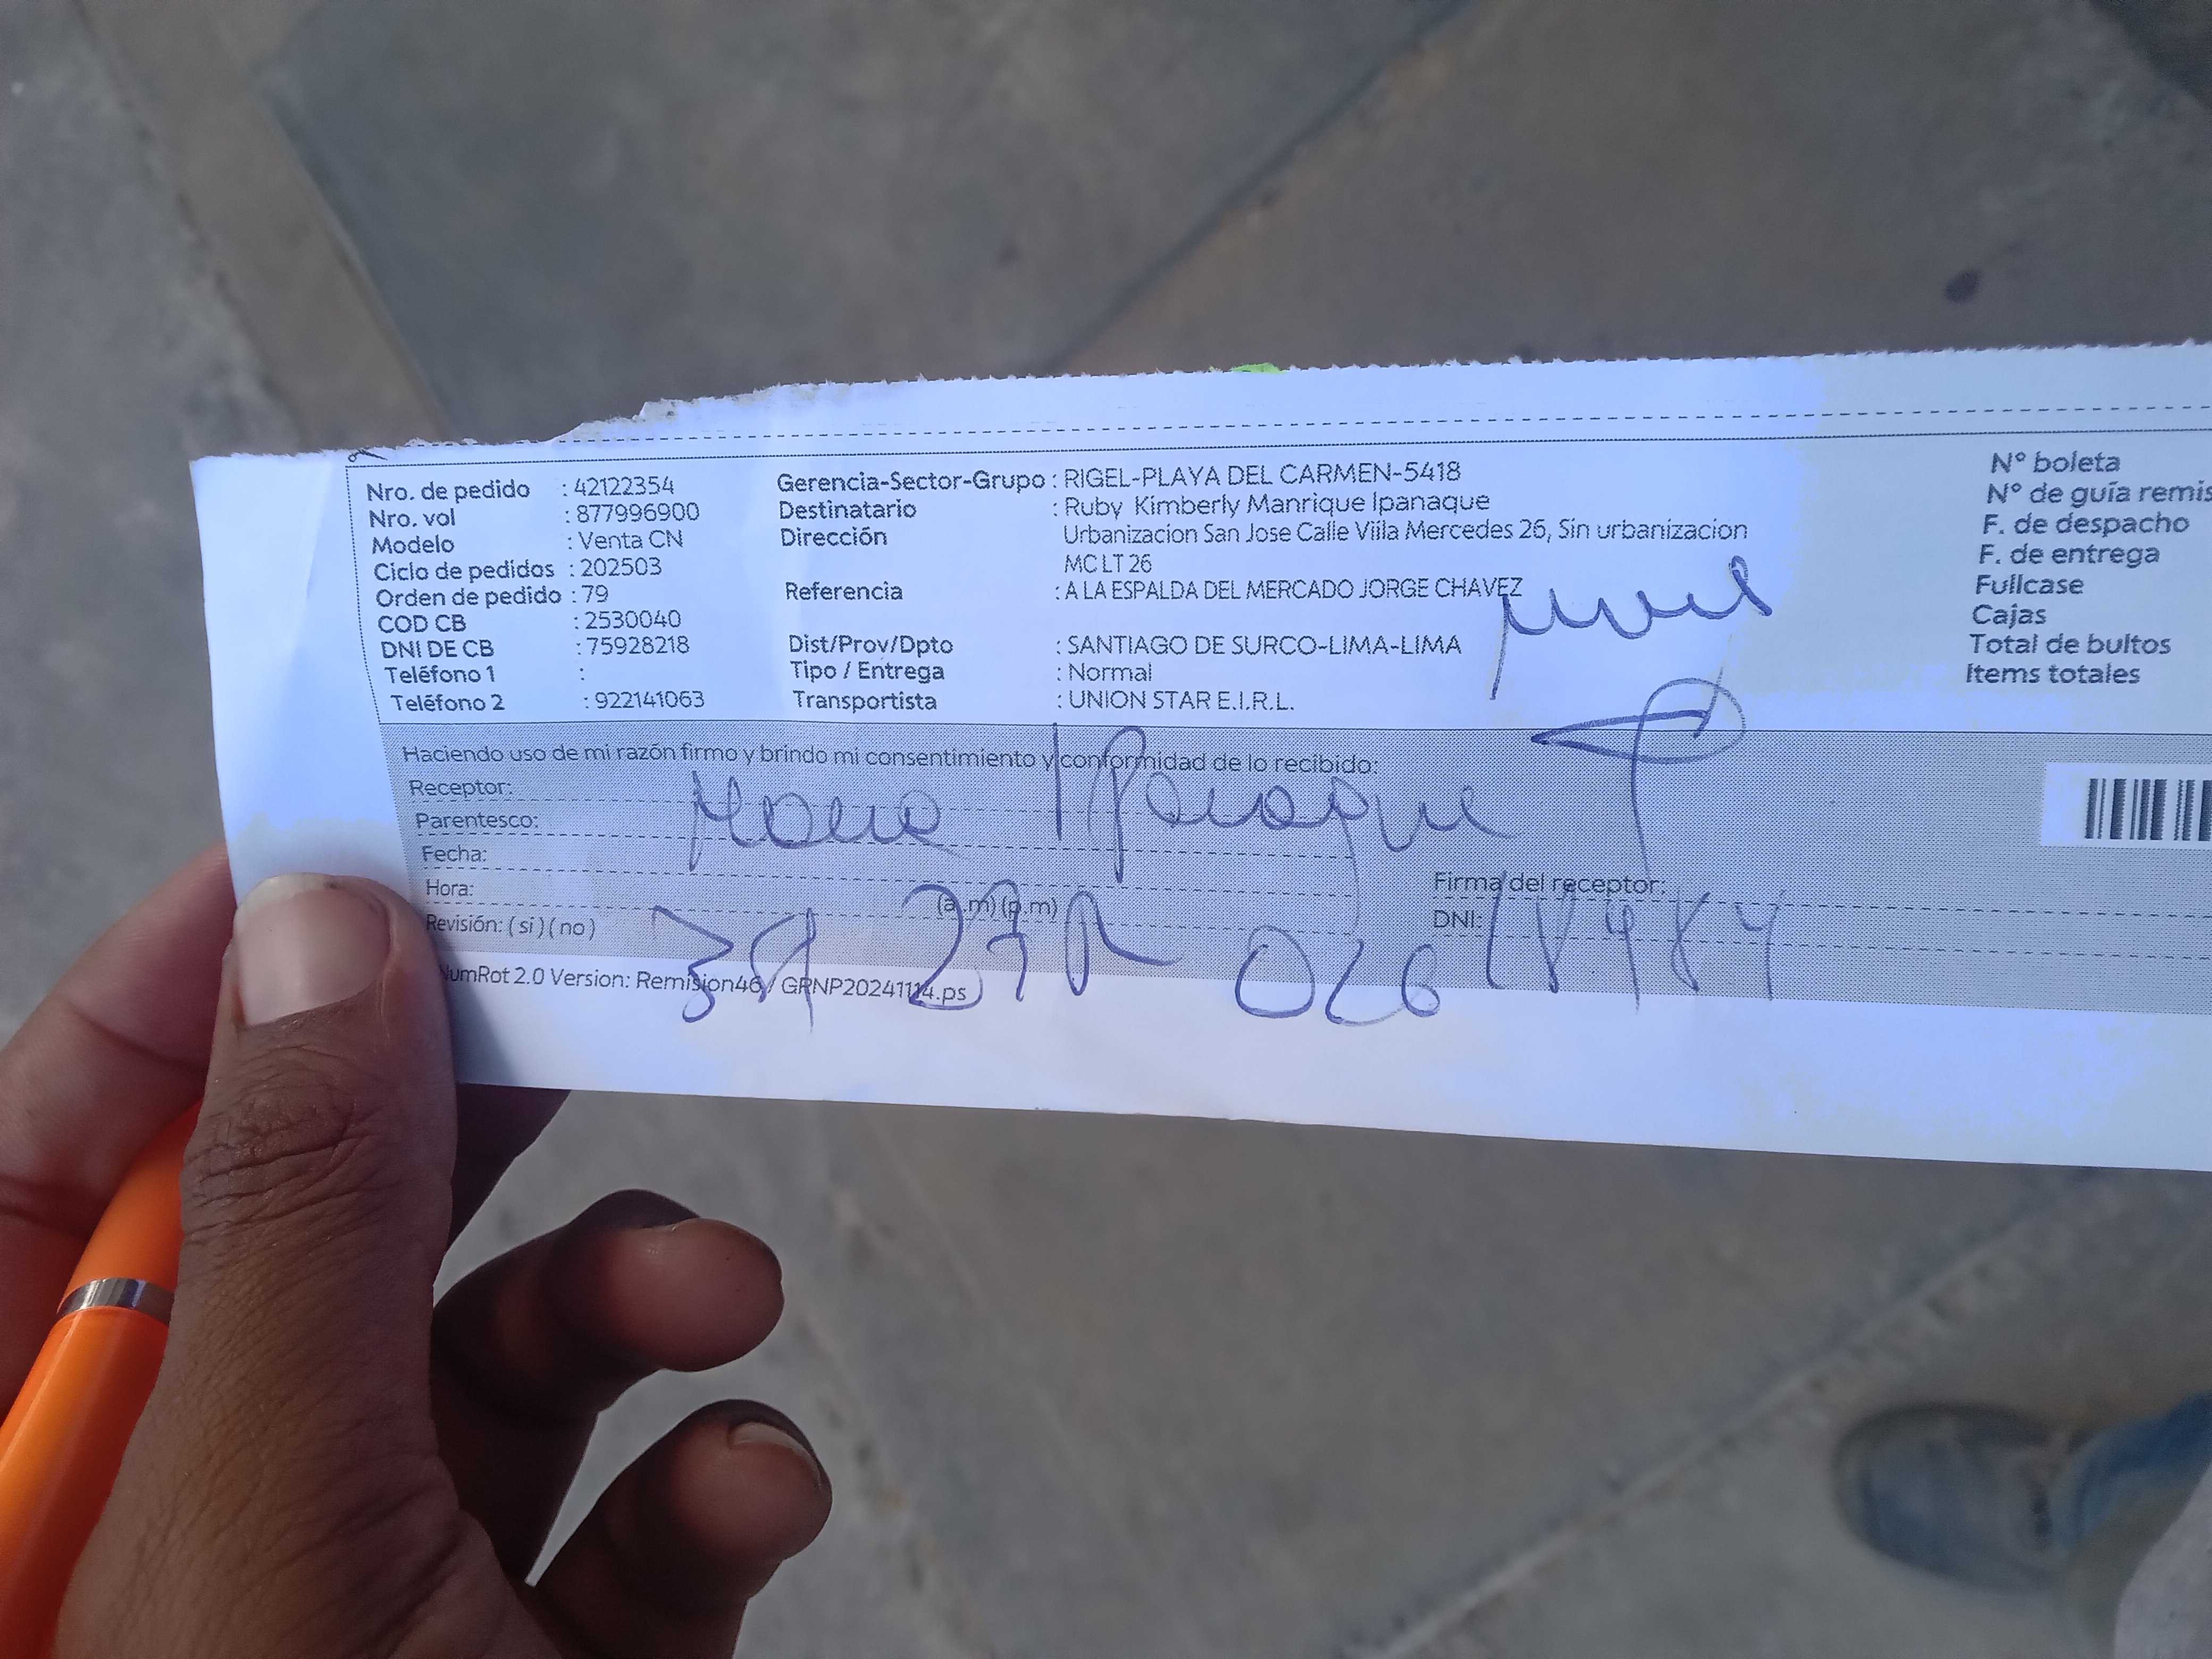 Nro. de pedido : 42122354
Nro. vol : 877996900
Modelo : Venta CN
Ciclo de pedidos : 202503
Orden de pedido : 79
COD CB : 2530040
DNI DE CB : 75928218
Teléfono 1 :
Teléfono 2 : 922141063
Gerencia-Sector-Grupo : RIGEL-PLAYA DEL CARMEN-5418
Destinatario : Ruby Kimberly Manrique Ipanaque
Dirección Urbanizacion San Jose Calle Viila Mercedes 26, Sin urbanizacion
MC LT 26
Referencia : A LA ESPALDA DEL MERCADO JORGE CHAVEZ
Dist/Prov/Dpto : SANTIAGO DE SURCO-LIMA-LIMA
Tipo / Entrega : Normal
Transportista : UNION STAR E.I.R.L.
N° boleta
N° de guía remis
F. de despacho
F. de entrega
Fullcase
Cajas
Total de bultos
Items totales
Haciendo uso de mi razón firmo y brindo mi consentimiento y conformidad de lo recibido:
Receptor:
Parentesco: Ipanaque
Fecha:
Hora: (a.m) (p.m)
Revisión: ( si ) ( no )
Firma del receptor:
DNI:
NumRot 2.0 Version: Remision46 / GRNP20241114.ps